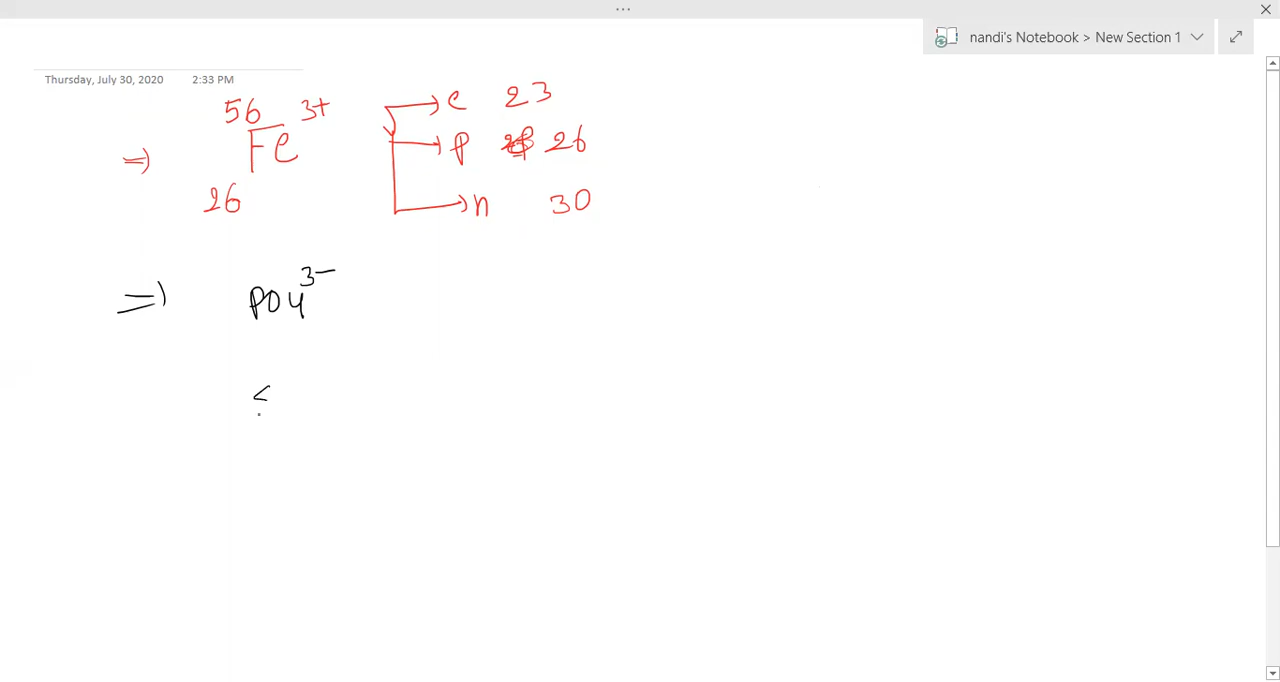 nandi's Notebook > New Section 1
Thursday, July 30, 2020 2:33 PM
56 3+ → e 23
⇒ Fe → p 26
26 → n 30
⇒ PO4 3-
<